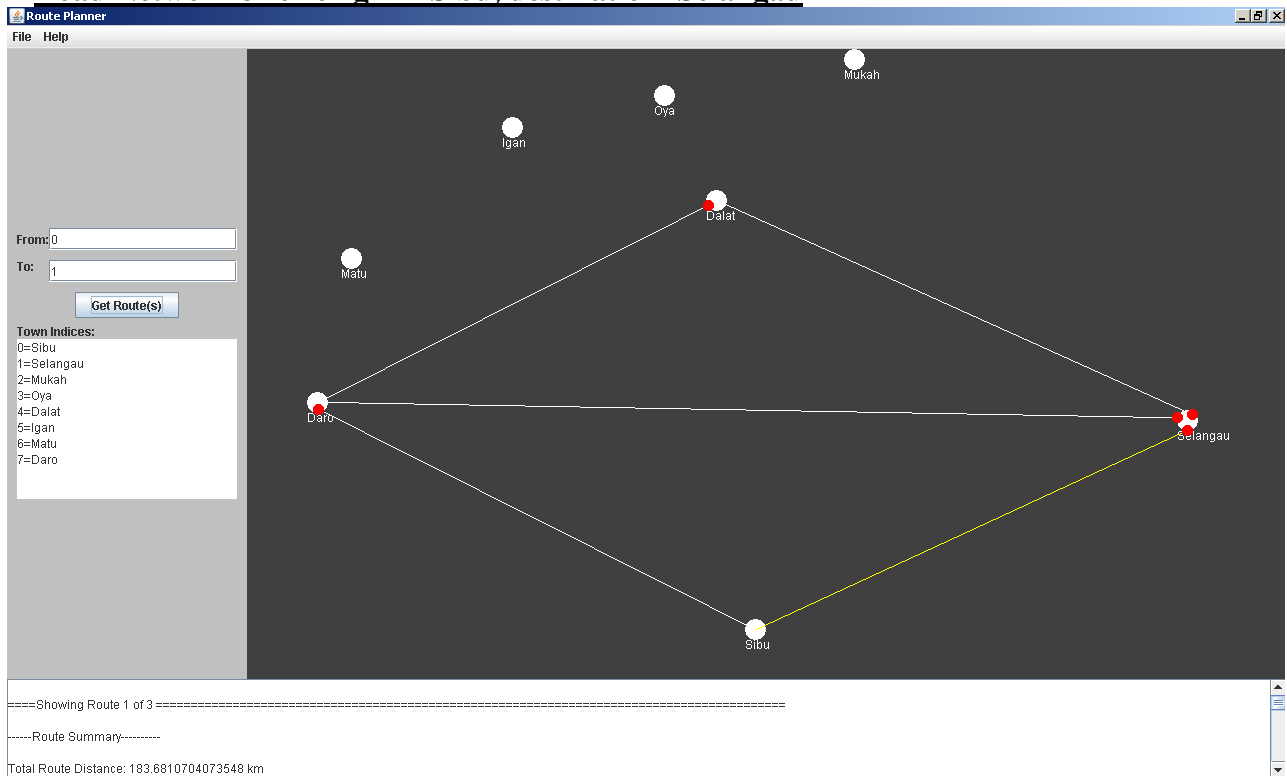 Route Planner
File Help
Mukah
Oya
Igan
Dalat
Matu
Daro
Selangau
Sibu
From: 0
To: 1
Get Route(s)
Town Indices:
0=Sibu
1=Selangau
2=Mukah
3=Oya
4=Dalat
5=Igan
6=Matu
7=Daro
====Showing Route 1 of 3 ==========================================================================================
------Route Summary----------
Total Route Distance: 183.6810704073548 km